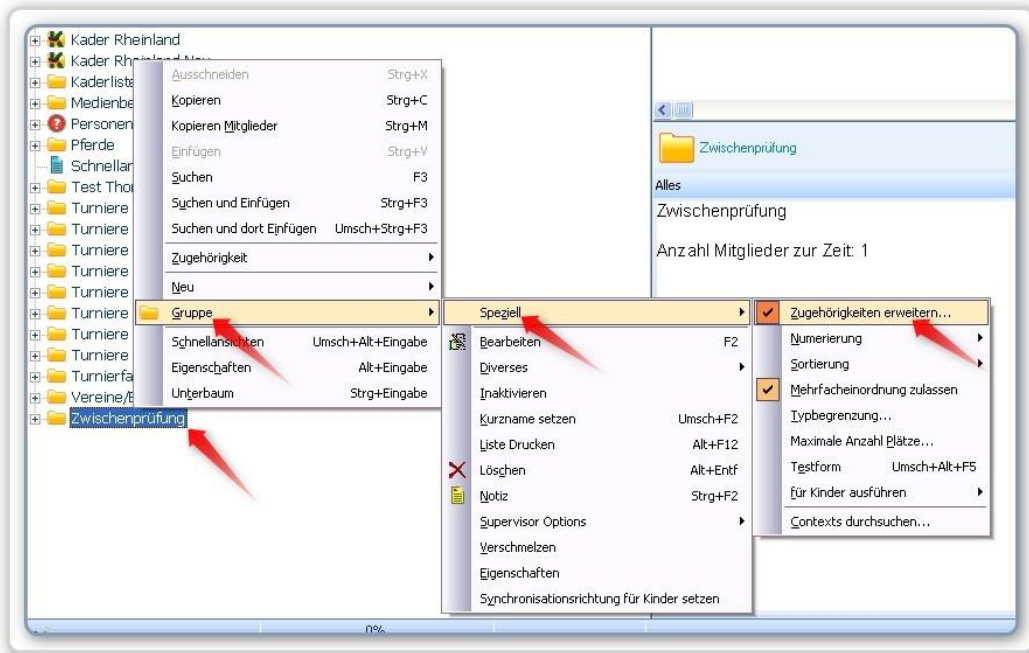 Kader Rheinland
Kader Rheinland Neu
Kaderliste
Medienbe
Personen
Pferde
Schnellar
Test Tho
Turniere
Turniere
Turniere
Turniere
Turniere
Turniere
Turniere
Turnierfa
Vereine/B
Zwischenprüfung
Ausschneiden Strg+X
Kopieren Strg+C
Kopieren Mitglieder Strg+M
Einfügen Strg+V
Suchen F3
Suchen und Einfügen Strg+F3
Suchen und dort Einfügen Umsch+Strg+F3
Zugehörigkeit
Neu
Gruppe
Schnellansichten Umsch+Alt+Eingabe
Eigenschaften Alt+Eingabe
Unterbaum Strg+Eingabe
Speziell
Bearbeiten F2
Diverses
Inaktivieren
Kurzname setzen Umsch+F2
Liste Drucken Alt+F12
Löschen Alt+Entf
Notiz Strg+F2
Supervisor Options
Verschmelzen
Eigenschaften
Synchronisationsrichtung für Kinder setzen
Zugehörigkeiten erweitern...
Numerierung
Sortierung
Mehrfacheinordnung zulassen
Typbegrenzung...
Maximale Anzahl Plätze...
Testform Umsch+Alt+F5
für Kinder ausführen
Contexts durchsuchen...
Zwischenprüfung
Alles
Zwischenprüfung
Anzahl Mitglieder zur Zeit: 1
0%